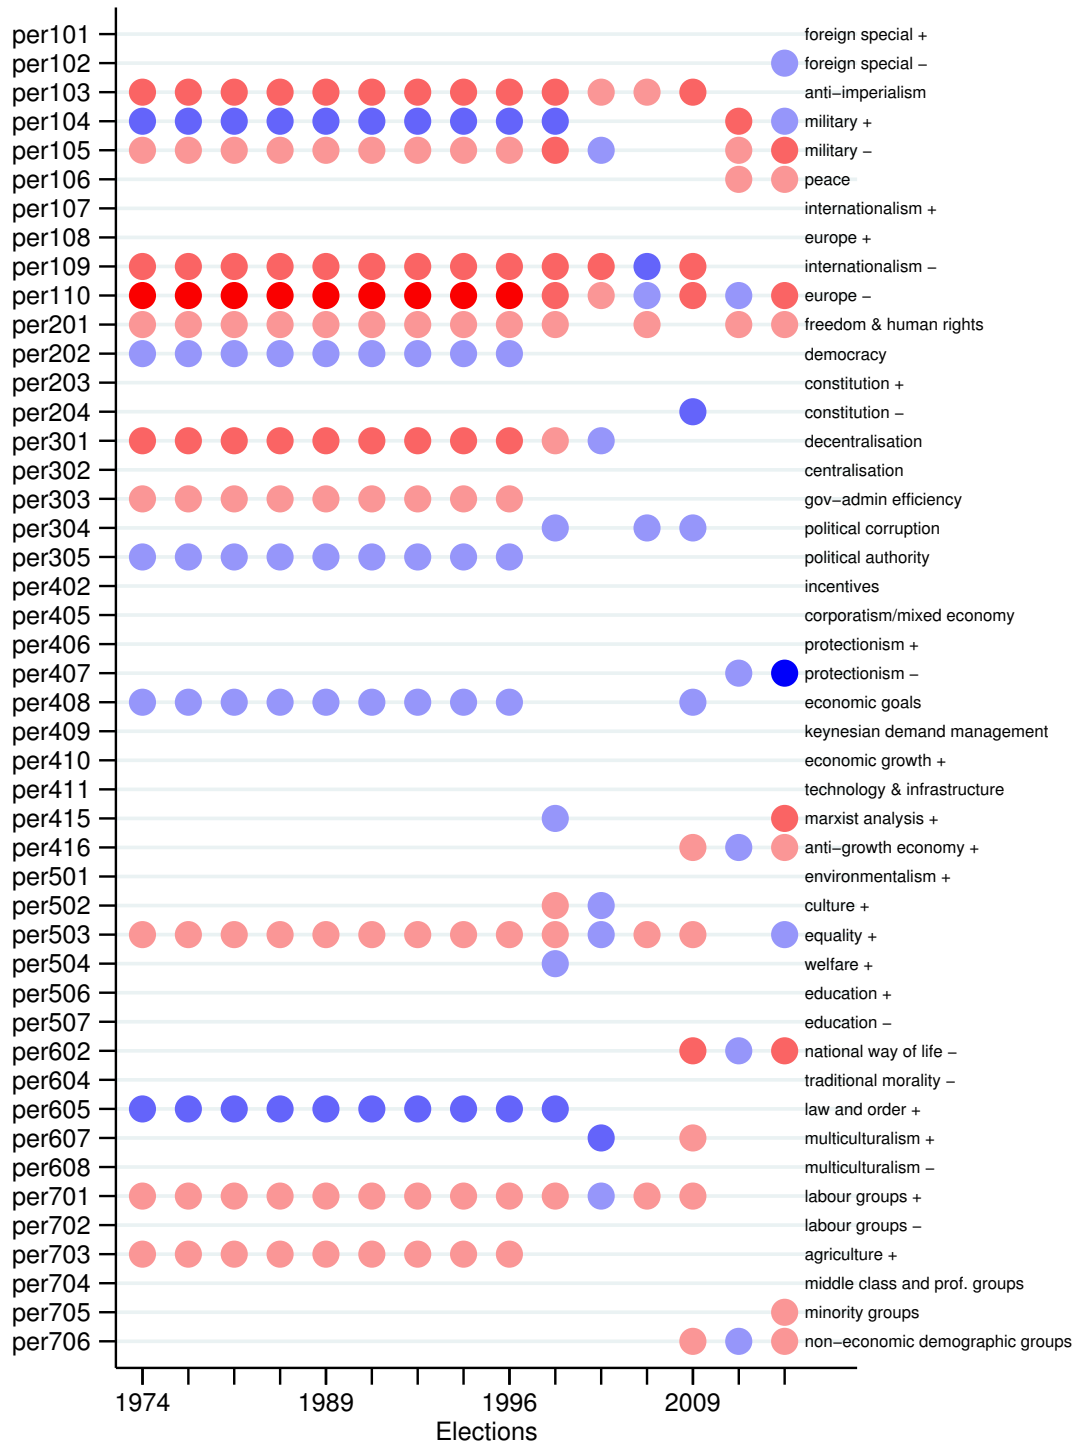 per101 foreign special +
per102 foreign special −
per103 anti−imperialism
per104 military +
per105 military −
per106 peace
per107 internationalism +
per108 europe +
per109 internationalism −
per110 europe −
per201 freedom & human rights
per202 democracy
per203 constitution +
per204 constitution −
per301 decentralisation
per302 centralisation
per303 gov−admin efficiency
per304 political corruption
per305 political authority
per402 incentives
per405 corporatism/mixed economy
per406 protectionism +
per407 protectionism −
per408 economic goals
per409 keynesian demand management
per410 economic growth +
per411 technology & infrastructure
per415 marxist analysis +
per416 anti−growth economy +
per501 environmentalism +
per502 culture +
per503 equality +
per504 welfare +
per506 education +
per507 education −
per602 national way of life −
per604 traditional morality −
per605 law and order +
per607 multiculturalism +
per608 multiculturalism −
per701 labour groups +
per702 labour groups −
per703 agriculture +
per704 middle class and prof. groups
per705 minority groups
per706 non−economic demographic groups
1974 1989 1996 2009
Elections